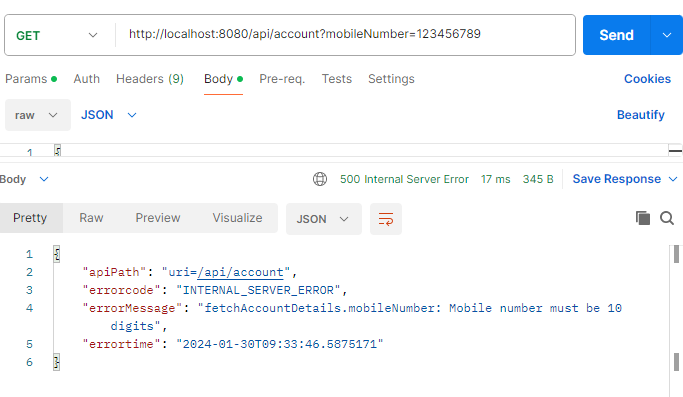 GET http://localhost:8080/api/account?mobileNumber=123456789 Send
Params Auth Headers (9) Body Pre-req. Tests Settings Cookies
raw JSON Beautify
1 {
Body 500 Internal Server Error 17 ms 345 B Save Response
Pretty Raw Preview Visualize JSON
1 {
2 "apiPath": "uri=/api/account",
3 "errorcode": "INTERNAL_SERVER_ERROR",
4 "errorMessage": "fetchAccountDetails.mobileNumber: Mobile number must be 10
digits",
5 "errortime": "2024-01-30T09:33:46.5875171"
6 }